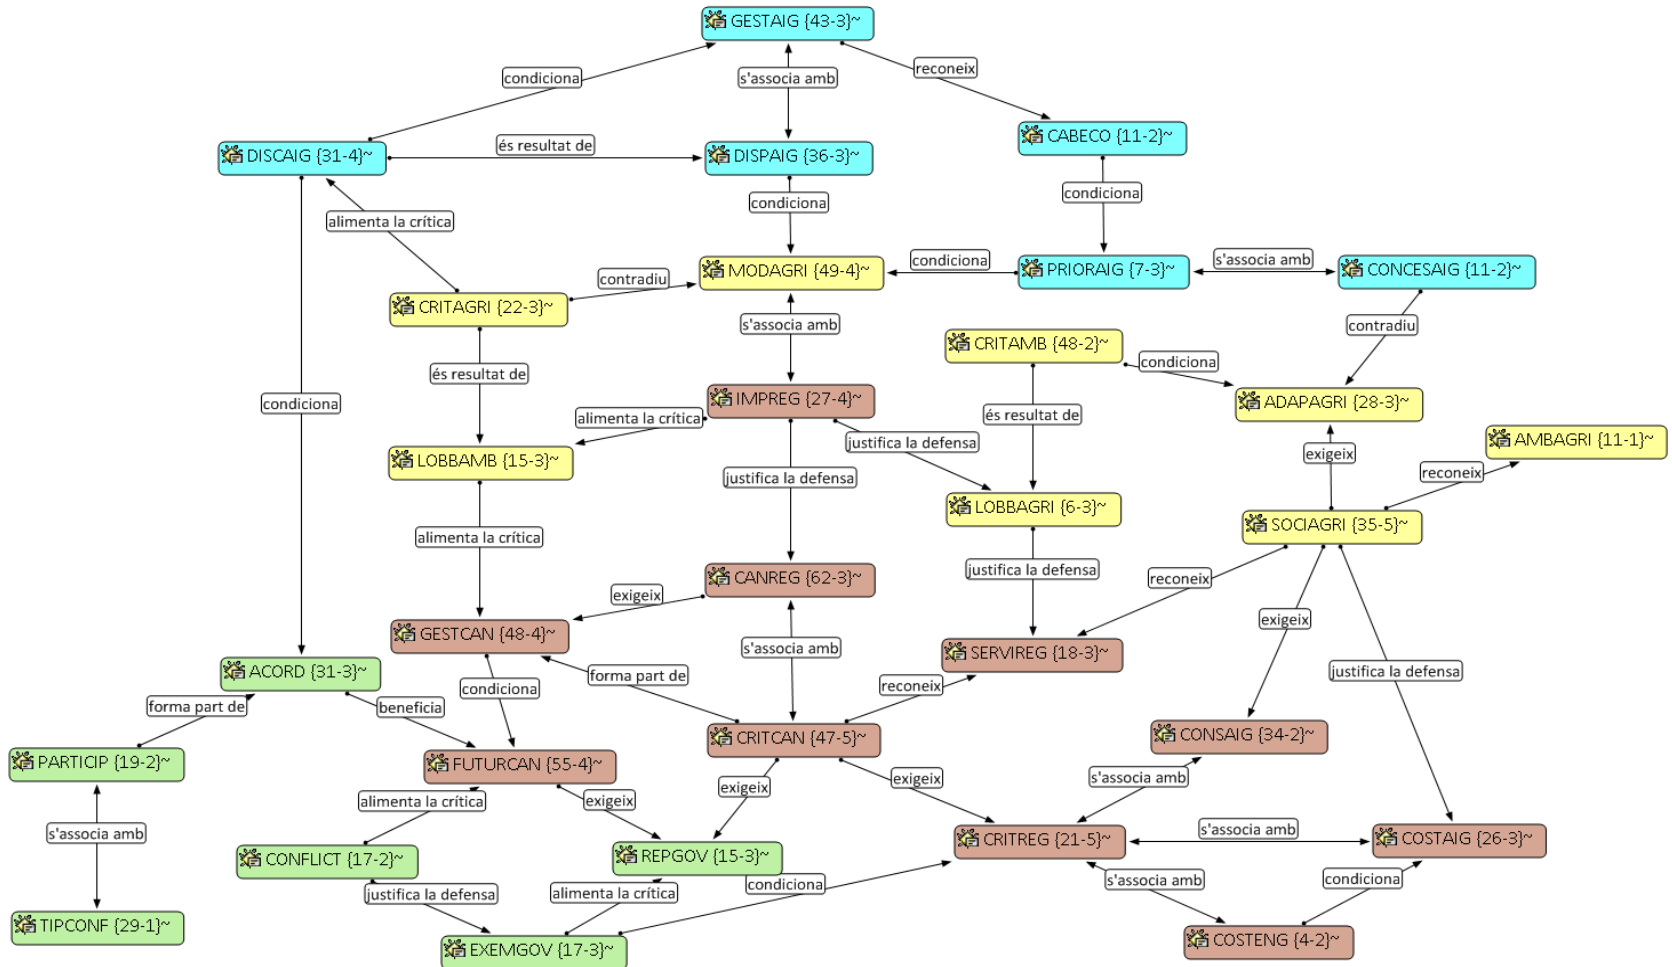 GESTAIG {43-3}~
condiciona
s'associa amb
reconeix
CABECO {11-2}~
DISCAIG {31-4}~
és resultat de
DISPAIG {36-3}~
condiciona
condiciona
alimenta la crítica
MODAGRI {49-4}~
condiciona
PRIORAIG {7-3}~
s'associa amb
CONCESAIG {11-2}~
contradiu
CRITAGRI {22-3}~
s'associa amb
contradiu
CRITAMB {48-2}~
condiciona
és resultat de
condiciona
IMPREG {27-4}~
ADAPAGRI {28-3}~
alimenta la crítica
és resultat de
justifica la defensa
AMBAGRI {11-1}~
exigeix
LOBBAMB {15-3}~
reconeix
justifica la defensa
LOBBAGRI {6-3}~
SOCIAGRI {35-5}~
alimenta la crítica
justifica la defensa
reconeix
CANREG {62-3}~
exigeix
exigeix
GESTCAN {48-4}~
s'associa amb
SERVIREG {18-3}~
ACORD {31-3}~
forma part de
justifica la defensa
condiciona
reconeix
forma part de
beneficia
CRITCAN {47-5}~
CONSAIG {34-2}~
PARTICIP {19-2}~
FUTURCAN {55-4}~
s'associa amb
exigeix
exigeix
alimenta la crítica
exigeix
s'associa amb
s'associa amb
CRITREG {21-5}~
COSTAIG {26-3}~
CONFLICT {17-2}~
REPGOV {15-3}~
condiciona
s'associa amb
condiciona
justifica la defensa
alimenta la crítica
TIPCONF {29-1}~
EXEMGOV {17-3}~
COSTENG {4-2}~